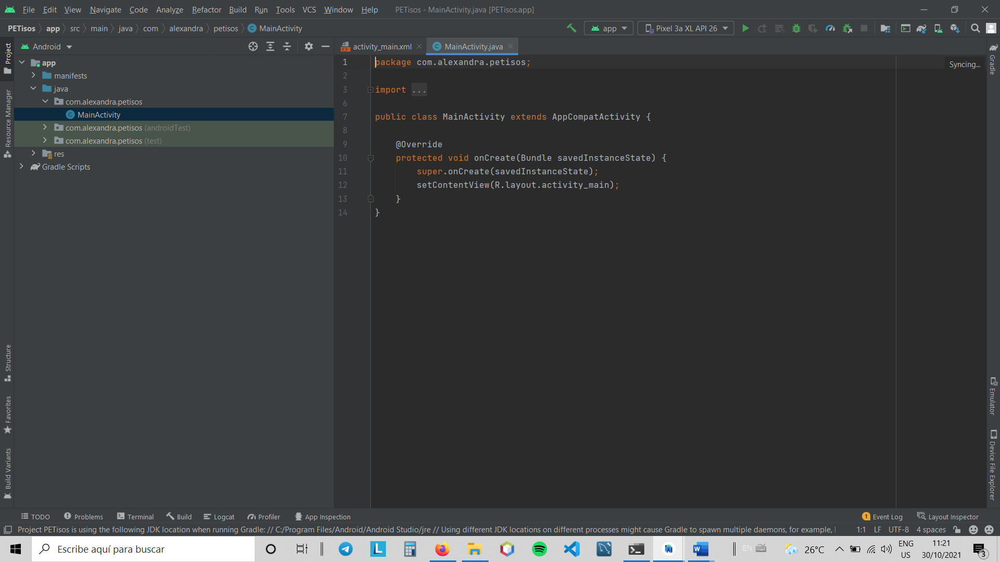 File Edit View Navigate Code Analyze Refactor Build Run Tools VCS Window Help PETisos - MainActivity.java [PETisos.app]
PETisos app src main java com alexandra petisos MainActivity app Pixel 3a XL API 26
Android
activity_main.xml
MainActivity.java
Project
Resource Manager
Structure
Favorites
Build Variants
app
manifests
java
com.alexandra.petisos
MainActivity
com.alexandra.petisos (androidTest)
com.alexandra.petisos (test)
res
Gradle Scripts
1 package com.alexandra.petisos;
2
3 import ...
6
7 public class MainActivity extends AppCompatActivity {
8
9 @Override
10 protected void onCreate(Bundle savedInstanceState) {
11 super.onCreate(savedInstanceState);
12 setContentView(R.layout.activity_main);
13 }
14 }
Syncing...
Gradle
Emulator
Device File Explorer
TODO Problems Terminal Build Logcat Profiler App Inspection 1 Event Log Layout Inspector
Project PETisos is using the following JDK location when running Gradle: // C:/Program Files/Android/Android Studio/jre // Using different JDK locations on different processes might cause Gradle to spawn multiple daemons, for example, 1:1 LF UTF-8 4 spaces
Escribe aquí para buscar
L
W
EN
26°C
ENG
US
11:21
30/10/2021
3